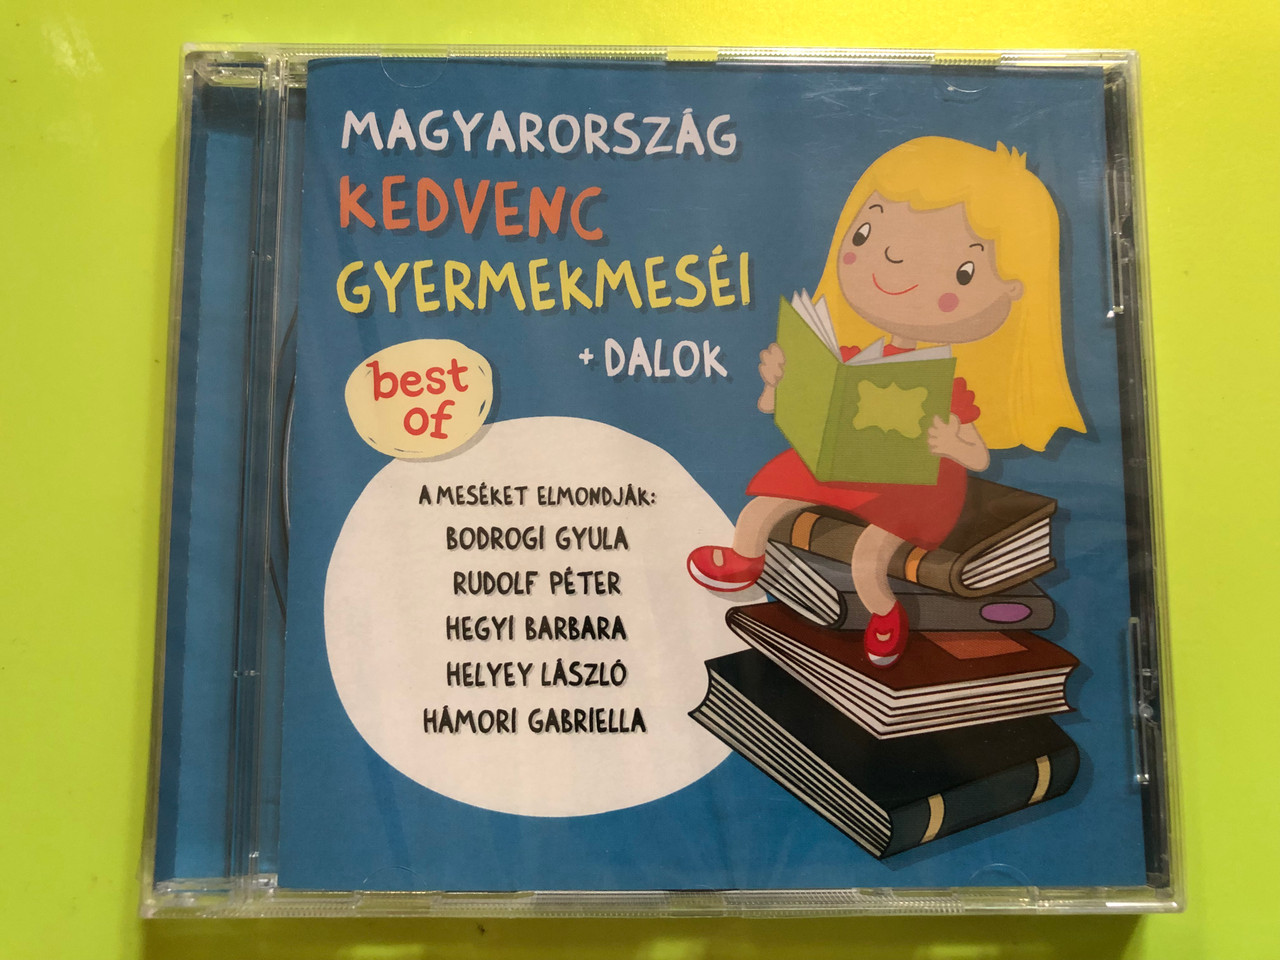 MAGYARORSZÁG
KEDVENC
GYERMEKMESÉI
+ DALOK
best
of
A MESÉKET ELMONDJÁK:
BODROGI GYULA
RUDOLF PÉTER
HEGYI BARBARA
HELYEY LÁSZLÓ
HÁMORI GABRIELLA